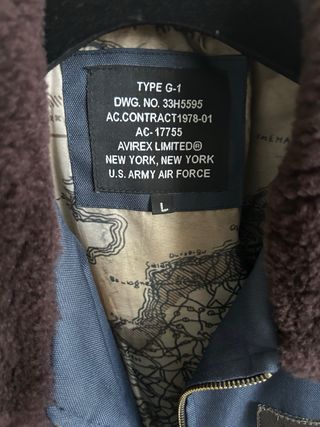 TYPE G-1
DWG. NO. 33H5595
AC.CONTRACT1978-01
AC-17755
AVIREX LIMITED®
NEW YORK, NEW YORK
U.S. ARMY AIR FORCE
L